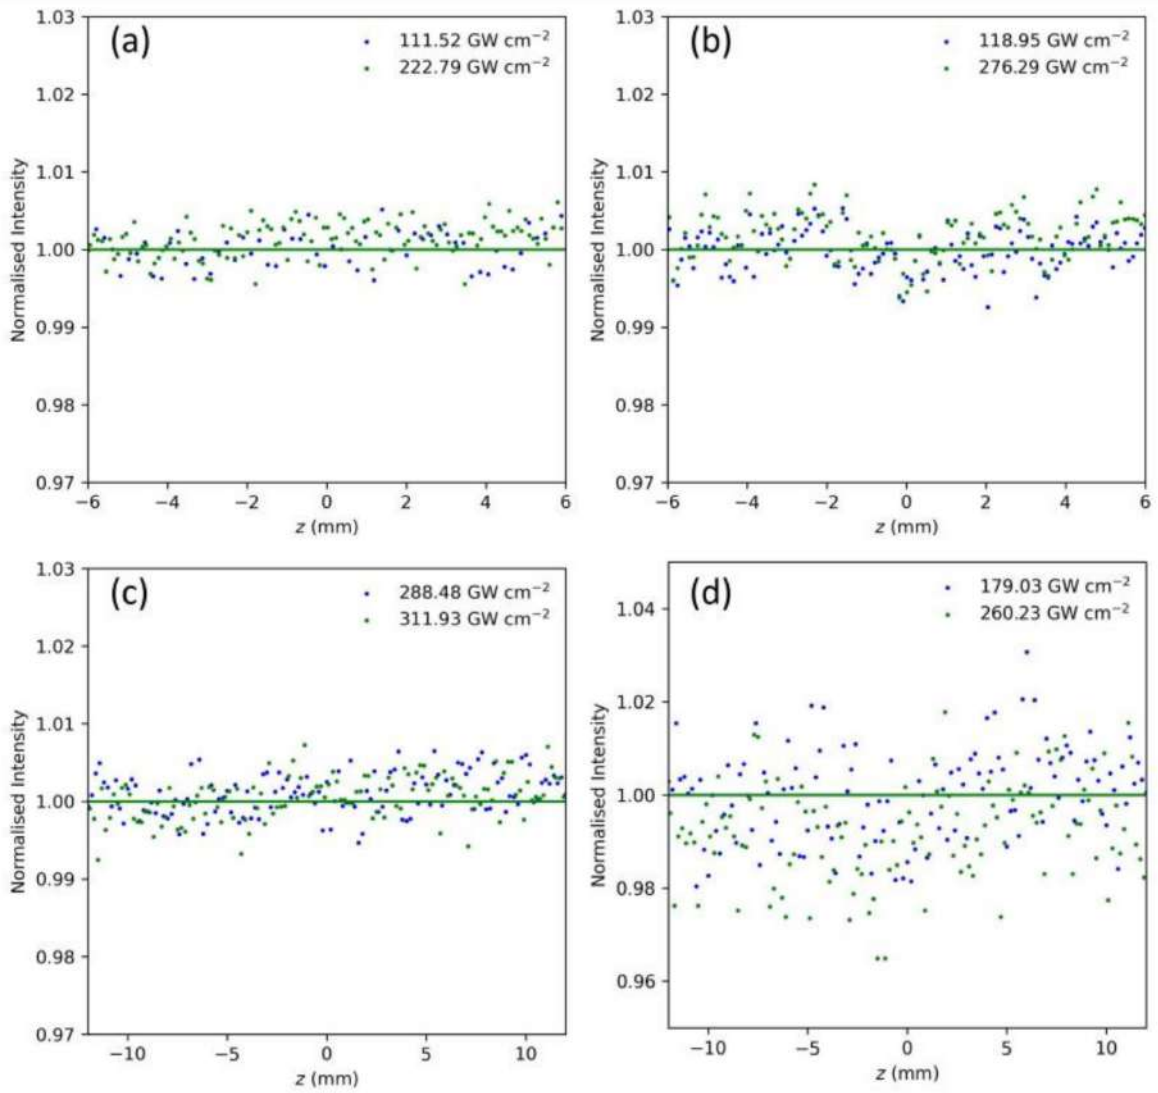 (a)
111.52 GW cm⁻²
222.79 GW cm⁻²
1.03
1.02
1.01
1.00
0.99
0.98
0.97
Normalised Intensity
−6 −4 −2 0 2 4 6
z (mm)
(b)
118.95 GW cm⁻²
276.29 GW cm⁻²
1.03
1.02
1.01
1.00
0.99
0.98
0.97
Normalised Intensity
−6 −4 −2 0 2 4 6
z (mm)
(c)
288.48 GW cm⁻²
311.93 GW cm⁻²
1.03
1.02
1.01
1.00
0.99
0.98
0.97
Normalised Intensity
−10 −5 0 5 10
z (mm)
(d)
179.03 GW cm⁻²
260.23 GW cm⁻²
1.04
1.02
1.00
0.98
0.96
Normalised Intensity
−10 −5 0 5 10
z (mm)